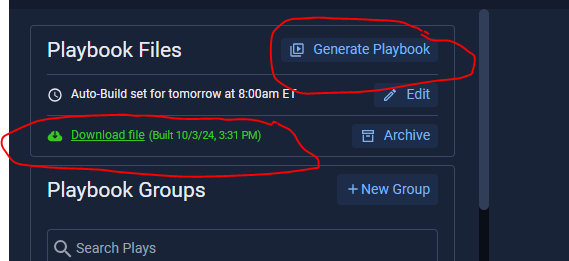 Playbook Files
Generate Playbook
Auto-Build set for tomorrow at 8:00am ET
Edit
Download file (Built 10/3/24, 3:31 PM)
Archive
Playbook Groups
+ New Group
Search Plays